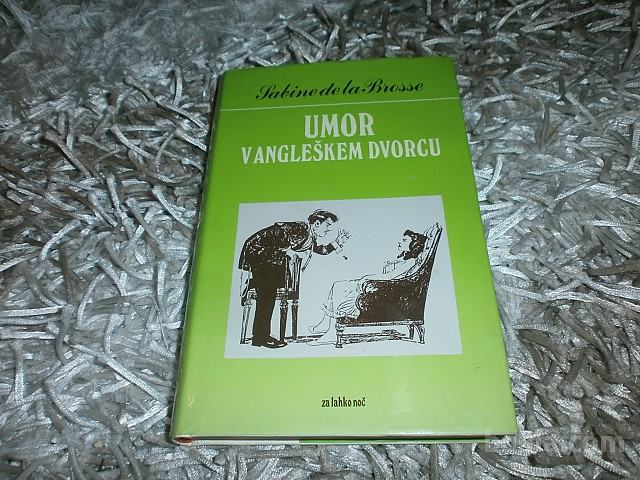 Sabine de la Brosse
UMOR
V ANGLEŠKEM DVORCU
za lahko noč